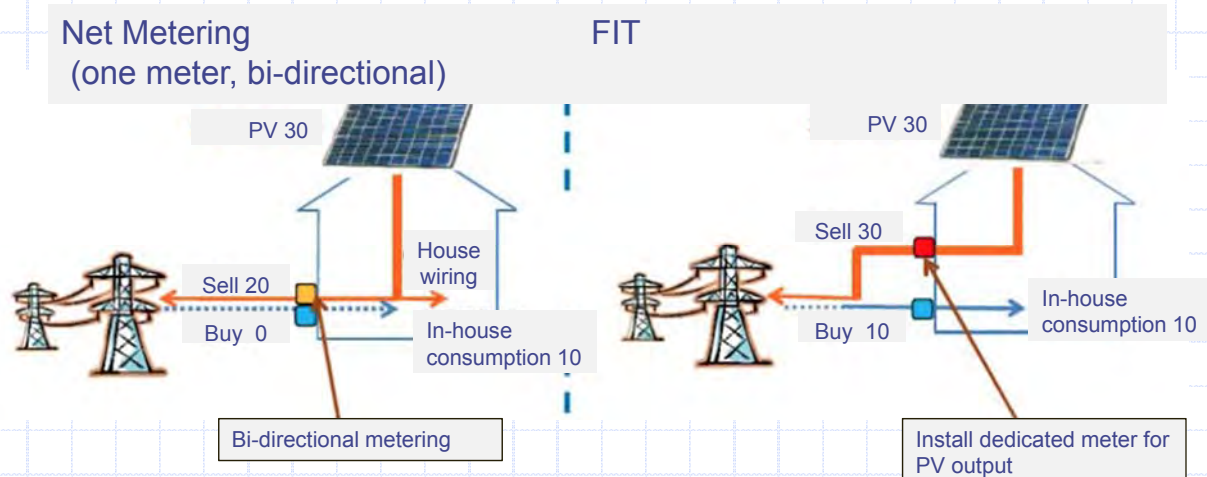 Net Metering
(one meter, bi-directional)
FIT
PV 30
House
wiring
Sell 20
Buy 0
In-house
consumption 10
Bi-directional metering
PV 30
Sell 30
In-house
consumption 10
Buy 10
Install dedicated meter for
PV output